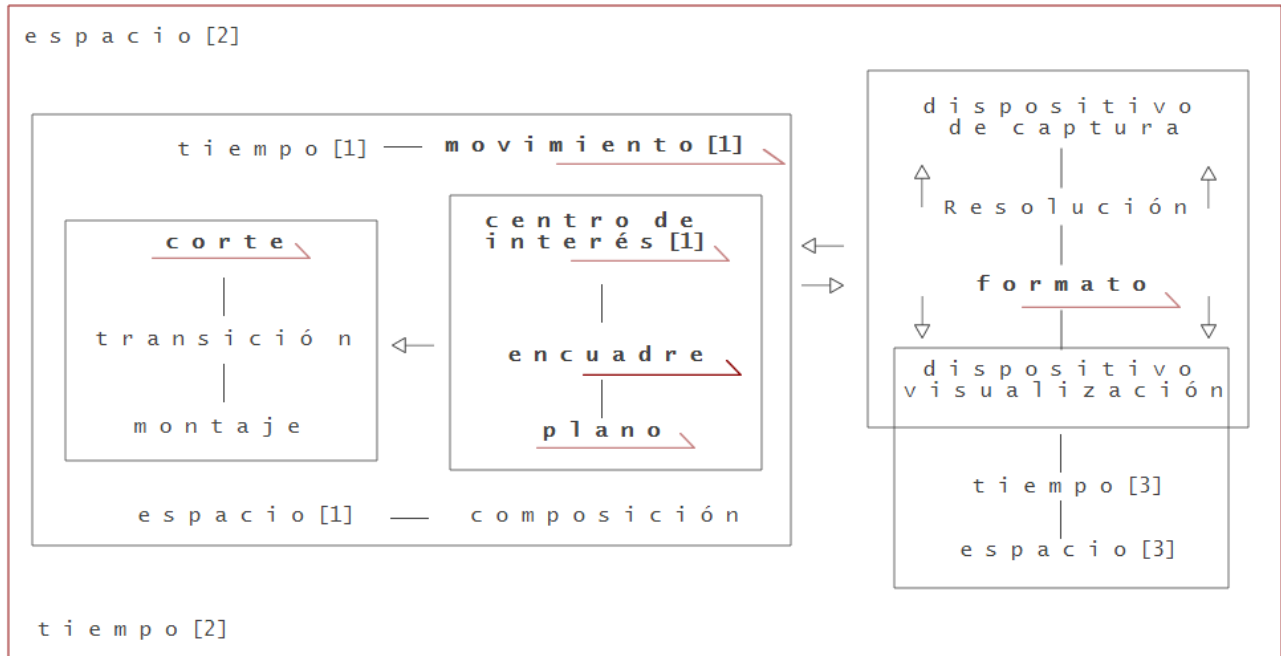 espacio[2]
tiempo[1] movimiento[1]
corte
transición
montaje
centro de
interés[1]
encuadre
plano
espacio[1] composición
dispositivo
de captura
Resolución
formato
dispositivo
visualización
tiempo[3]
espacio[3]
tiempo[2]